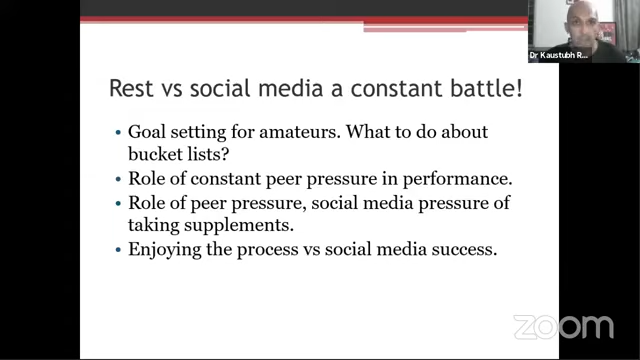 Dr Kaustubh R...
Rest vs social media a constant battle!
• Goal setting for amateurs. What to do about
bucket lists?
• Role of constant peer pressure in performance.
• Role of peer pressure, social media pressure of
taking supplements.
• Enjoying the process vs social media success.
zoom